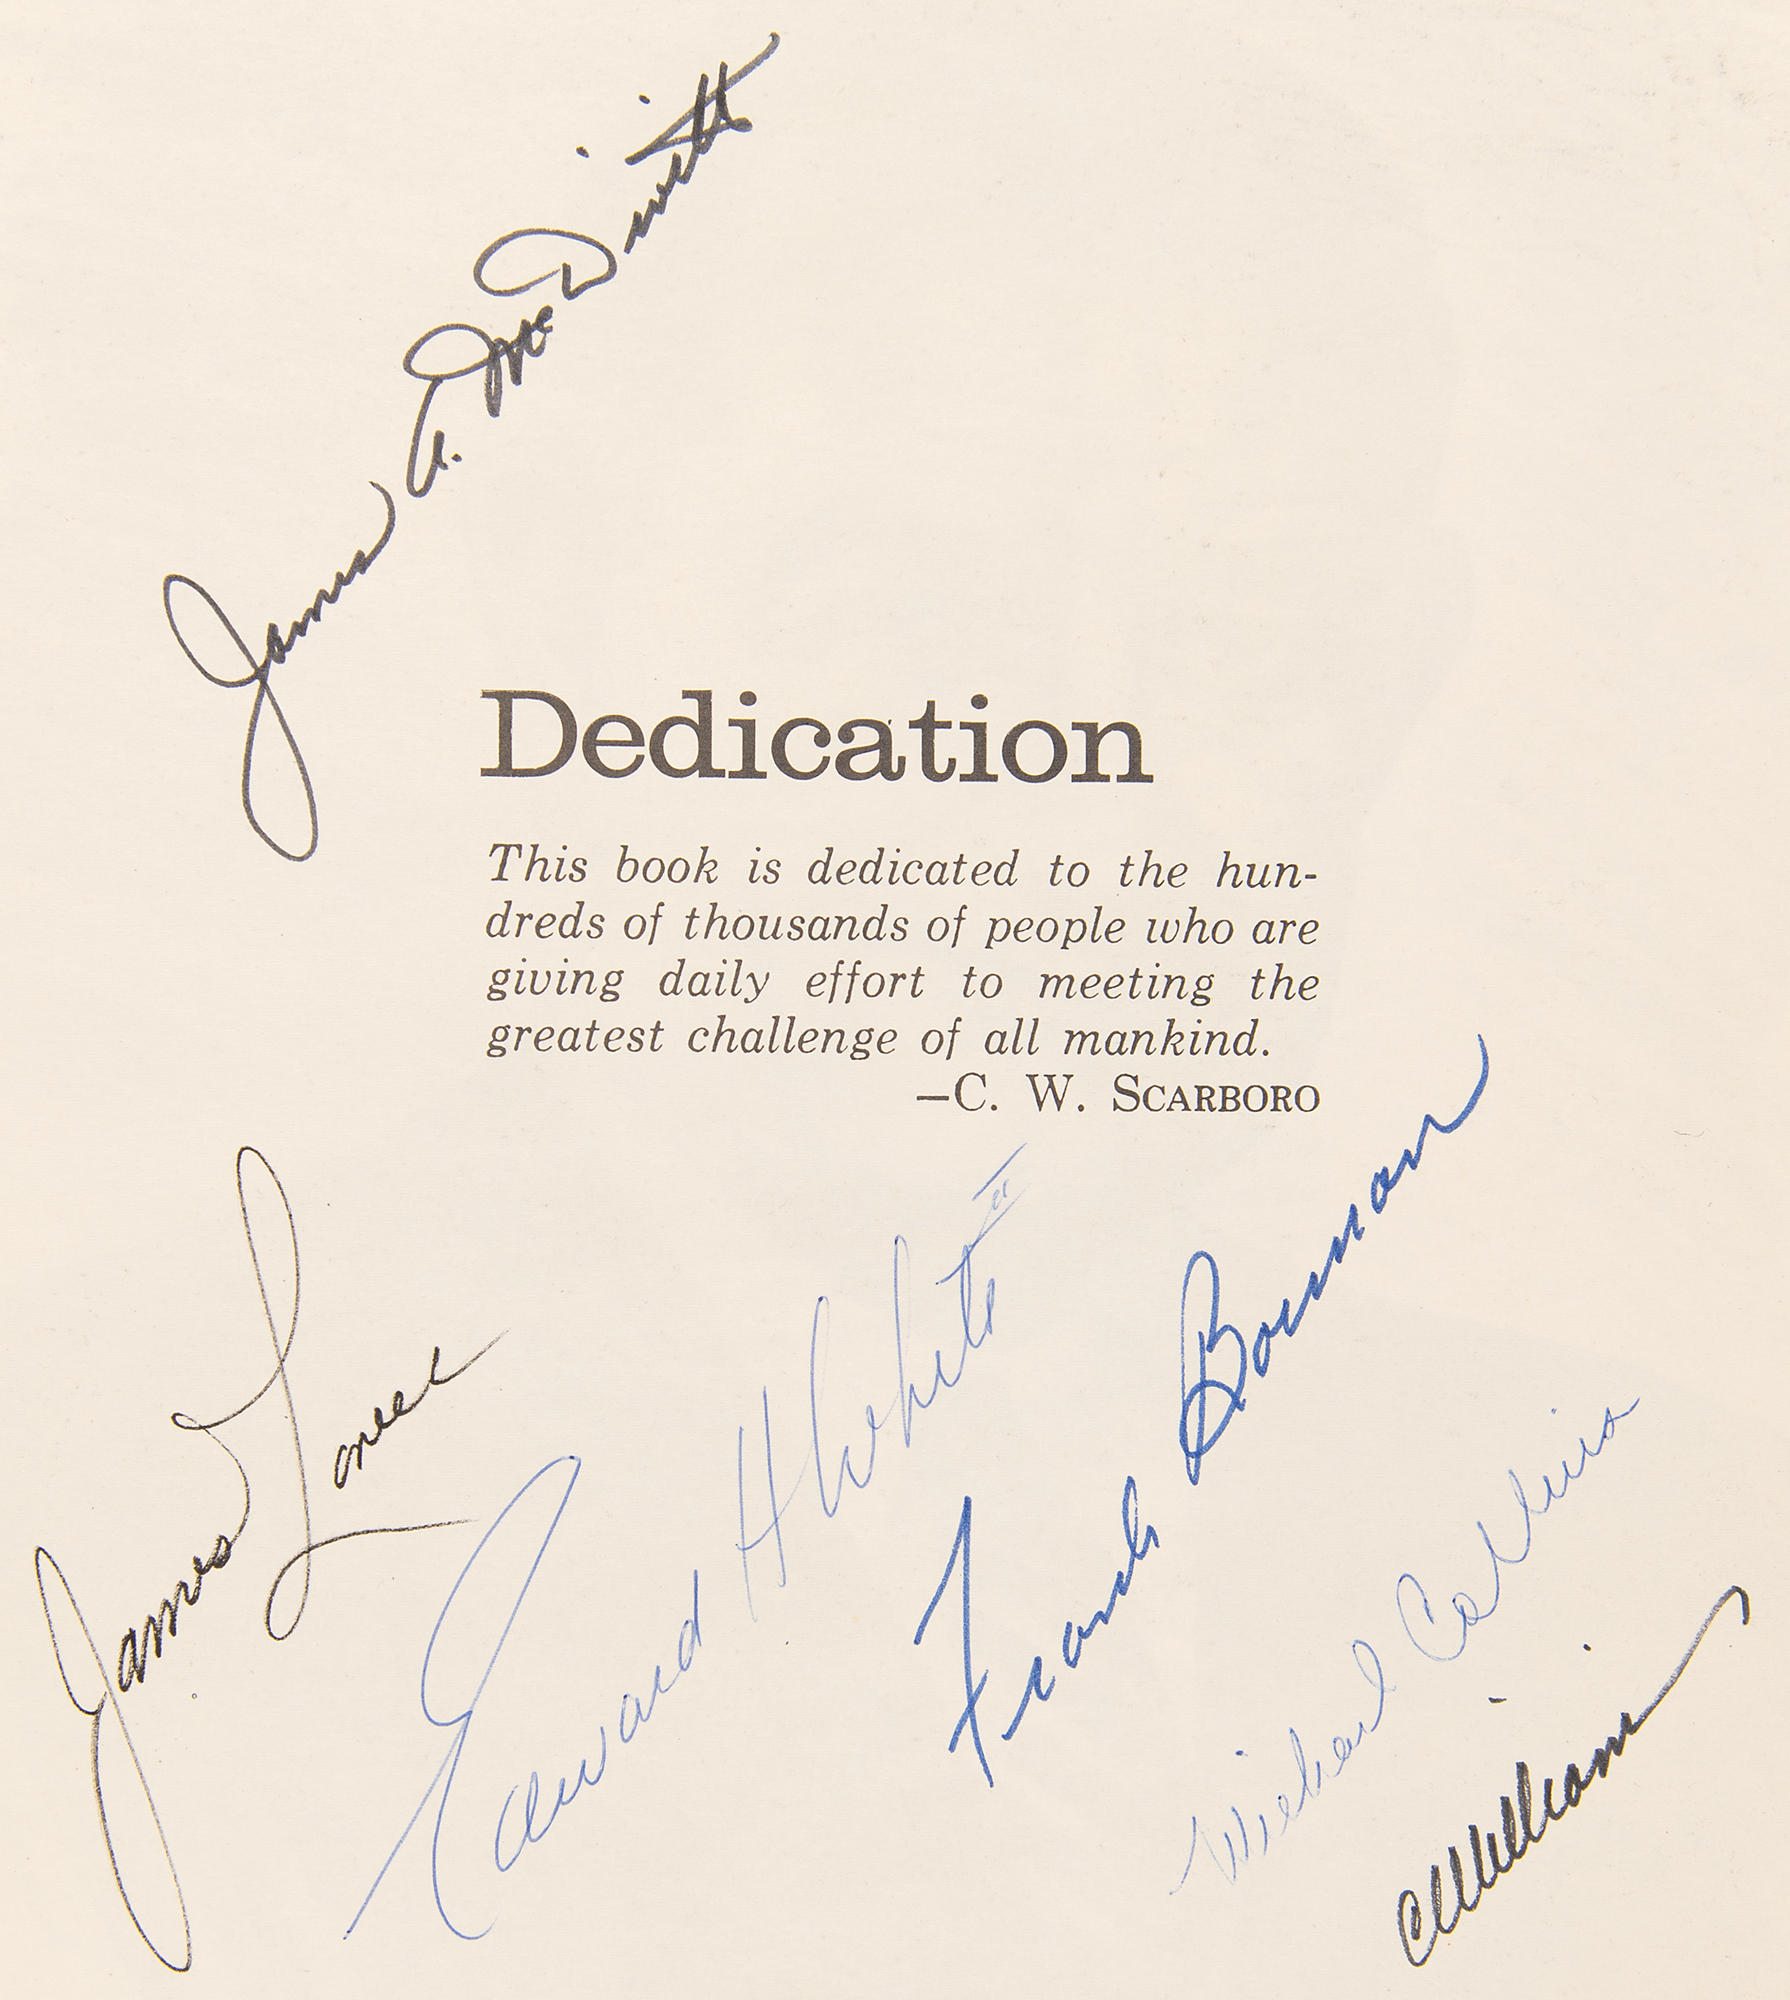 James A. McDivitt
Dedication
This book is dedicated to the hun-
dreds of thousands of people who are
giving daily effort to meeting the
greatest challenge of all mankind.
—C. W. SCARBORO
James Lovell
Edward H White II
Frank Borman
Michael Collins
CCWilliams